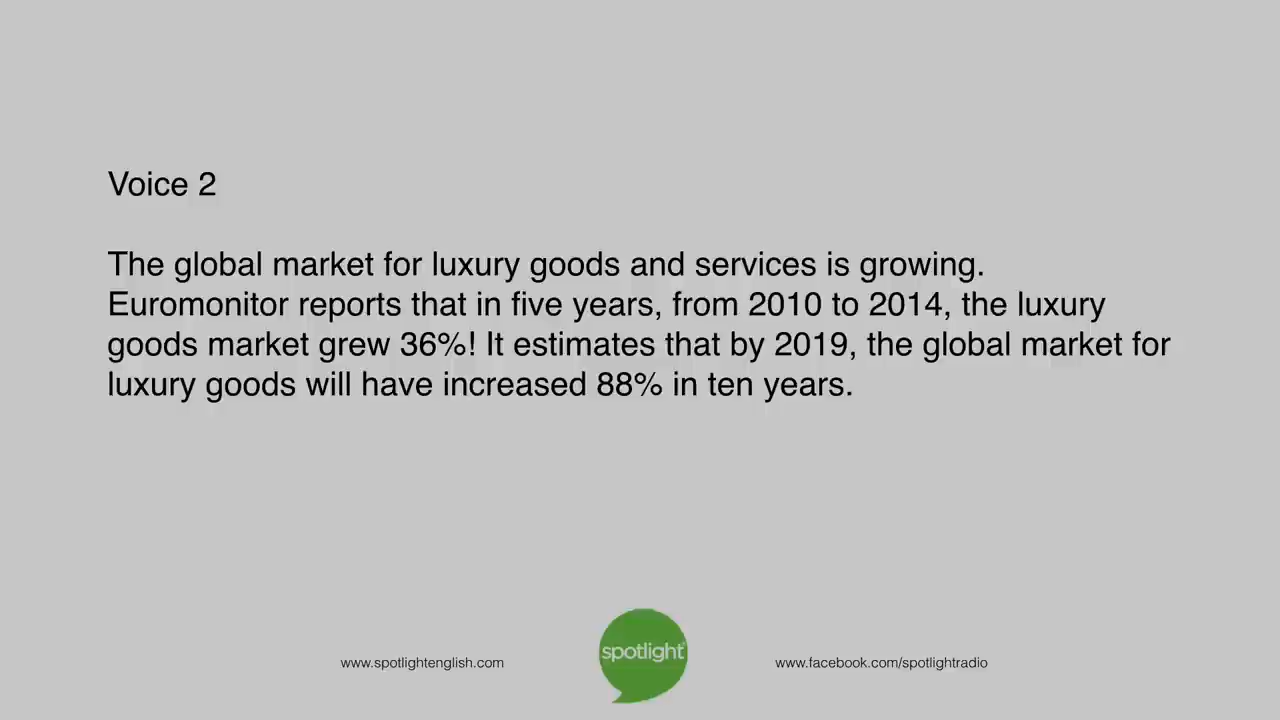 Voice 2
The global market for luxury goods and services is growing.
Euromonitor reports that in five years, from 2010 to 2014, the luxury
goods market grew 36%! It estimates that by 2019, the global market for
luxury goods will have increased 88% in ten years.
spotlight
www.spotlightenglish.com
www.facebook.com/spotlightradio